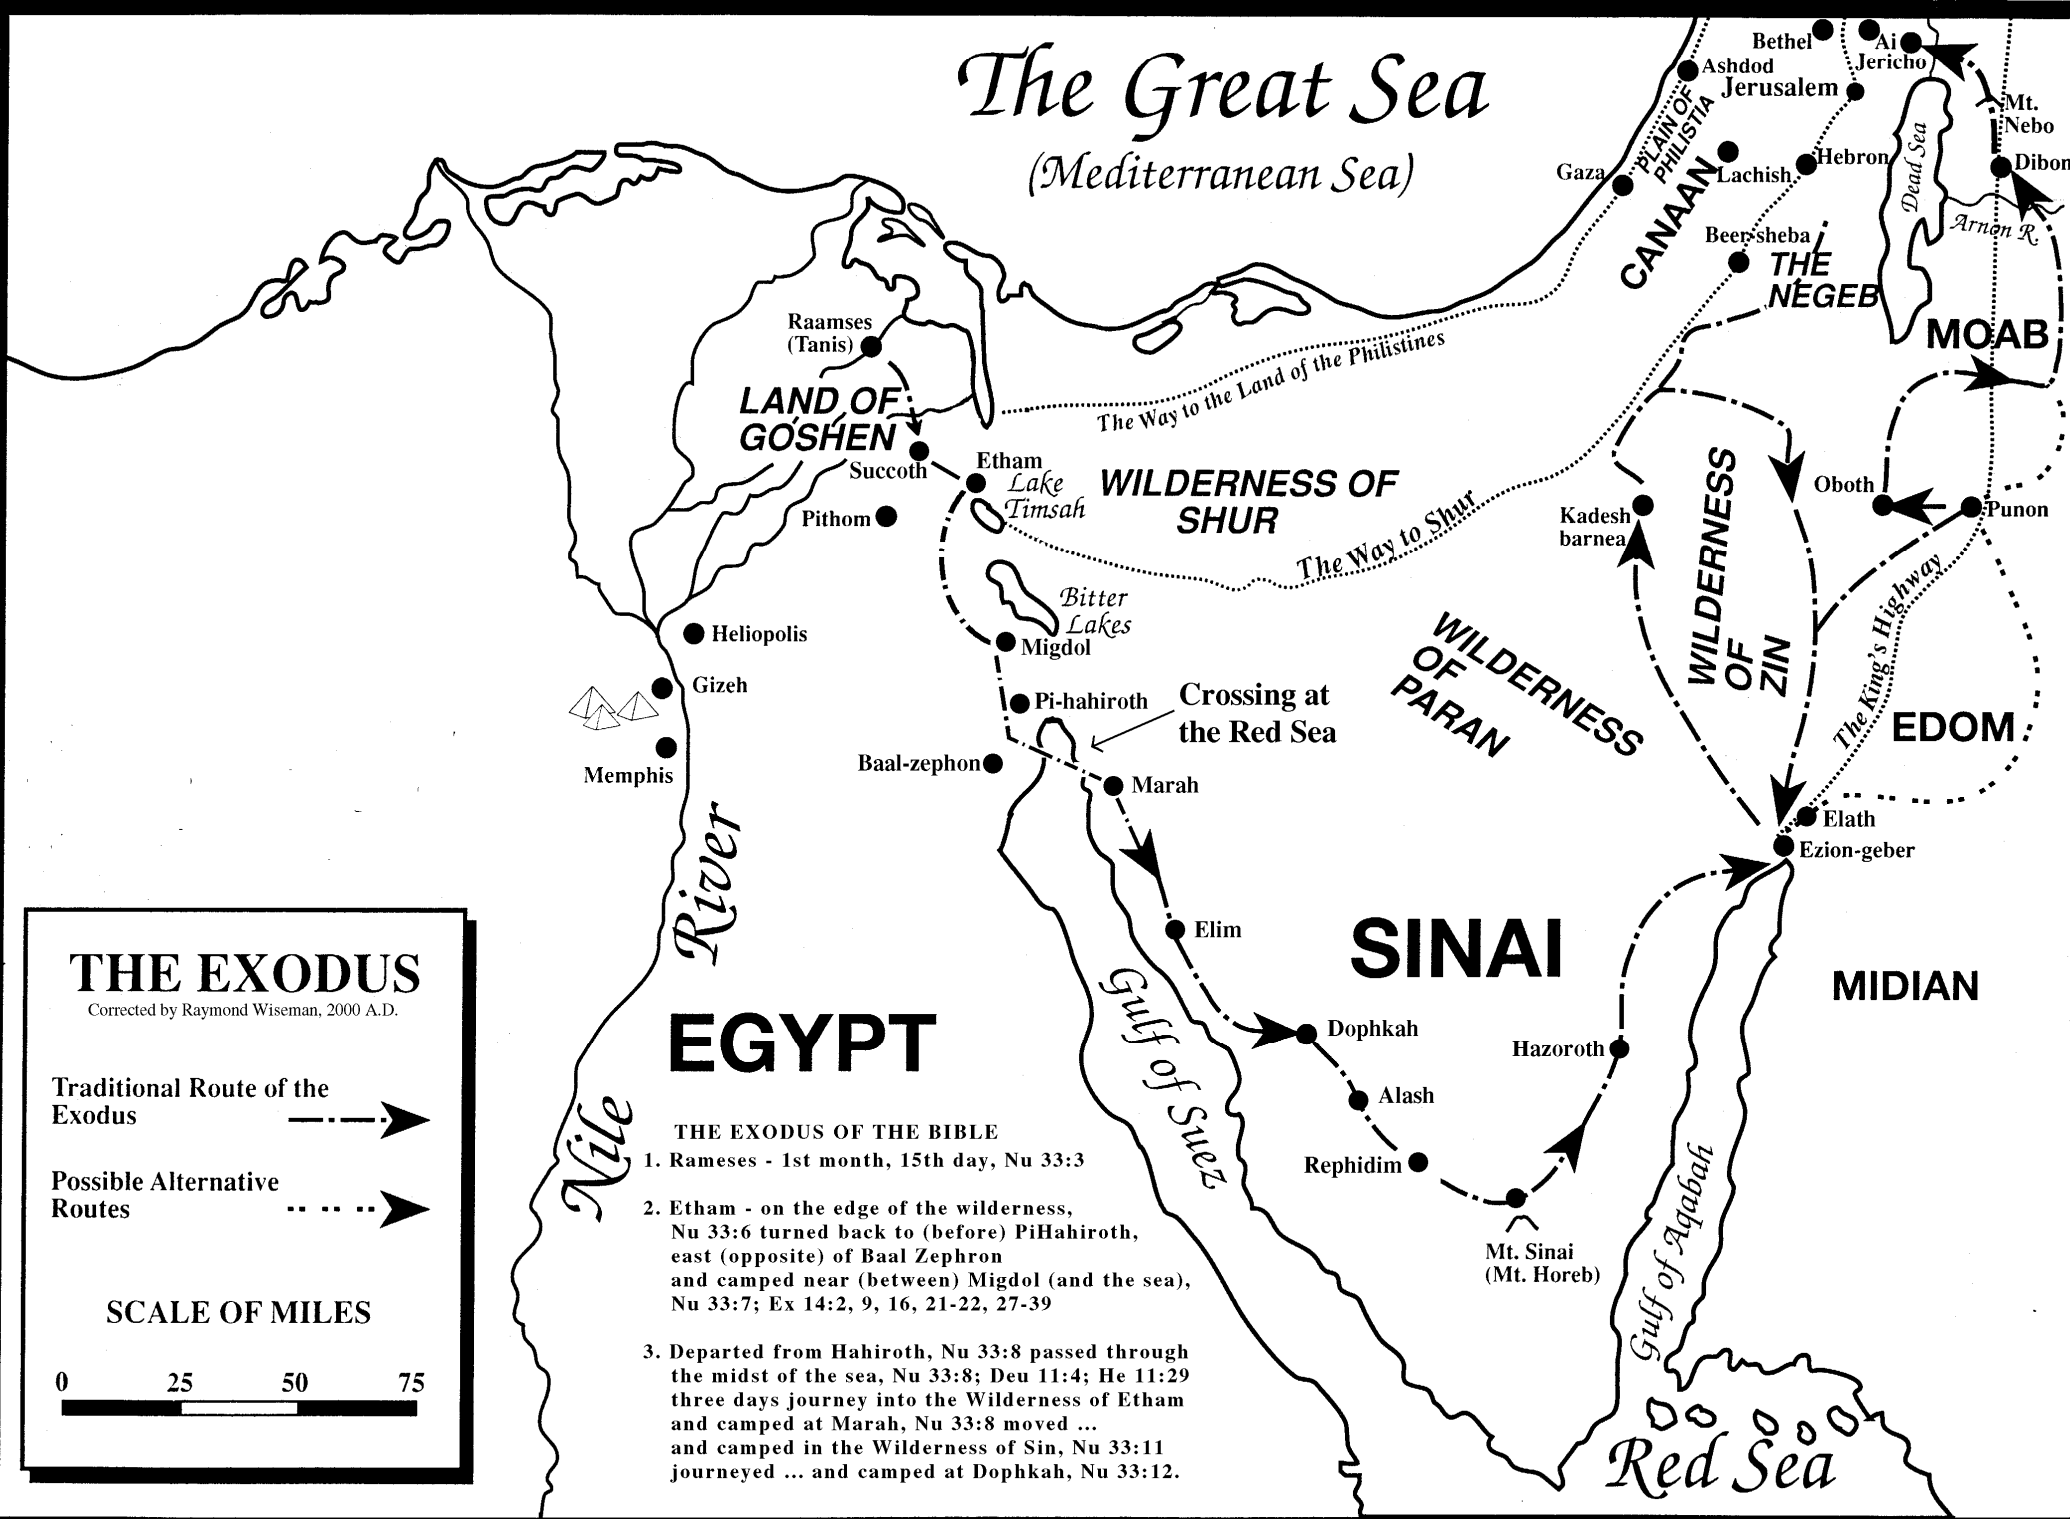 The Great Sea
(Mediterranean Sea)
Bethel
Ai
Jericho
Ashdod
Jerusalem
Mt.
Nebo
PLAIN OF
PHILISTIA
Gaza
Lachish
Hebron
Dead Sea
Dibon
CANAAN
Arnon R.
Beer-sheba
THE
NEGEB
MOAB
Raamses
(Tanis)
The Way to the Land of the Philistines
LAND OF
GOSHEN
Succoth
Etham
Lake
Timsah
WILDERNESS OF
SHUR
The Way to Shur
Pithom
Kadesh
barnea
WILDERNESS
OF
ZIN
Oboth
Punon
Bitter
Lakes
Migdol
Heliopolis
Gizeh
Memphis
Pi-hahiroth
Crossing at
the Red Sea
Baal-zephon
Marah
WILDERNESS
OF
PARAN
The King's Highway
EDOM
Elath
Ezion-geber
Nile River
Elim
SINAI
MIDIAN
EGYPT
Gulf of Suez
Dophkah
Alash
Hazoroth
Rephidim
Mt. Sinai
(Mt. Horeb)
Gulf of Aqabah
Red Sea
THE EXODUS
Corrected by Raymond Wiseman, 2000 A.D.
Traditional Route of the
Exodus
Possible Alternative
Routes
SCALE OF MILES
0 25 50 75
THE EXODUS OF THE BIBLE
1. Rameses - 1st month, 15th day, Nu 33:3
2. Etham - on the edge of the wilderness,
Nu 33:6 turned back to (before) PiHahiroth,
east (opposite) of Baal Zephron
and camped near (between) Migdol (and the sea),
Nu 33:7; Ex 14:2, 9, 16, 21-22, 27-39
3. Departed from Hahiroth, Nu 33:8 passed through
the midst of the sea, Nu 33:8; Deu 11:4; He 11:29
three days journey into the Wilderness of Etham
and camped at Marah, Nu 33:8 moved ...
and camped in the Wilderness of Sin, Nu 33:11
journeyed ... and camped at Dophkah, Nu 33:12.